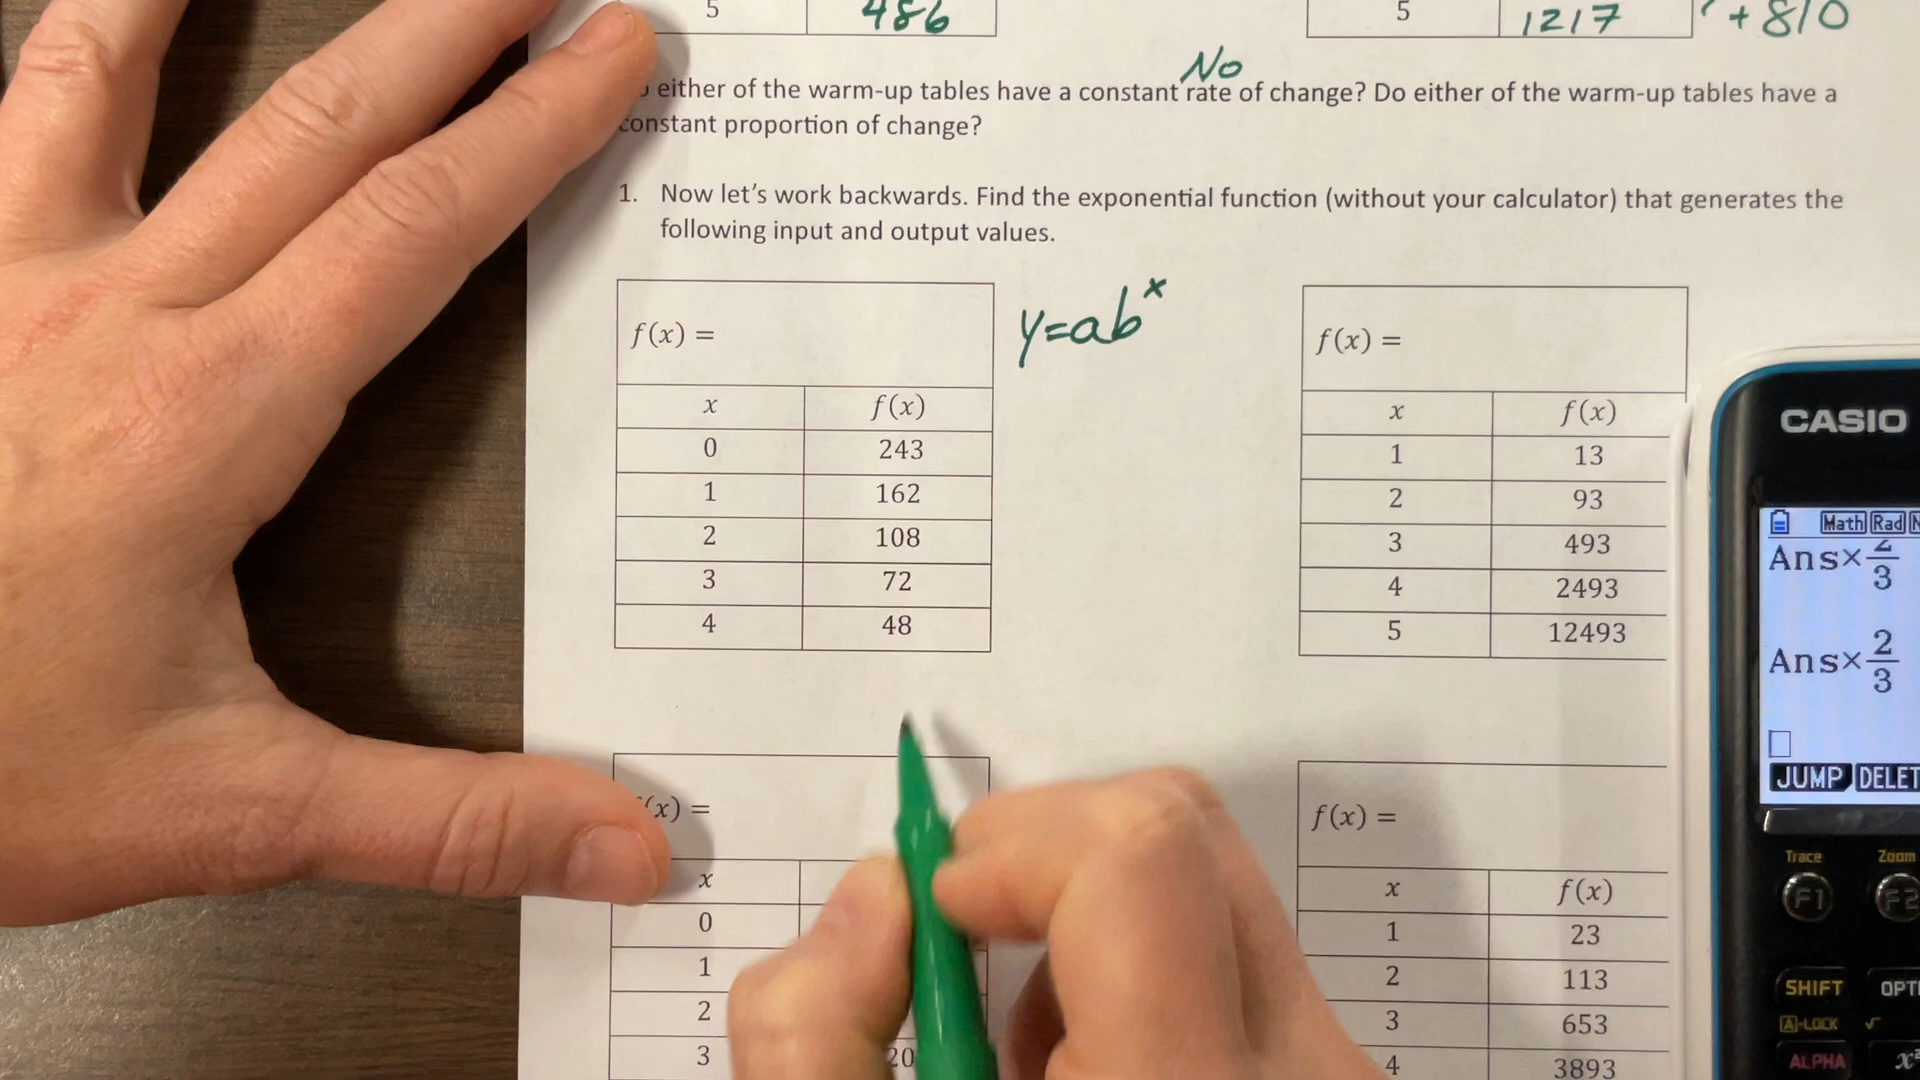 5 486
5 1217 + 810
No
either of the warm-up tables have a constant rate of change? Do either of the warm-up tables have a
constant proportion of change?
1. Now let's work backwards. Find the exponential function (without your calculator) that generates the
following input and output values.
f(x) =
x f(x)
0 243
1 162
2 108
3 72
4 48
y=ab^x
f(x) =
x f(x)
1 13
2 93
3 493
4 2493
5 12493
(x) =
x
0
1
2
3 20
f(x) =
x f(x)
1 23
2 113
3 653
4 3893
CASIO
Math Rad
Ans×2/3
Ans×2/3
JUMP DELET
Trace Zoom
F1 F2
SHIFT OPT
A-LOCK √
ALPHA x²